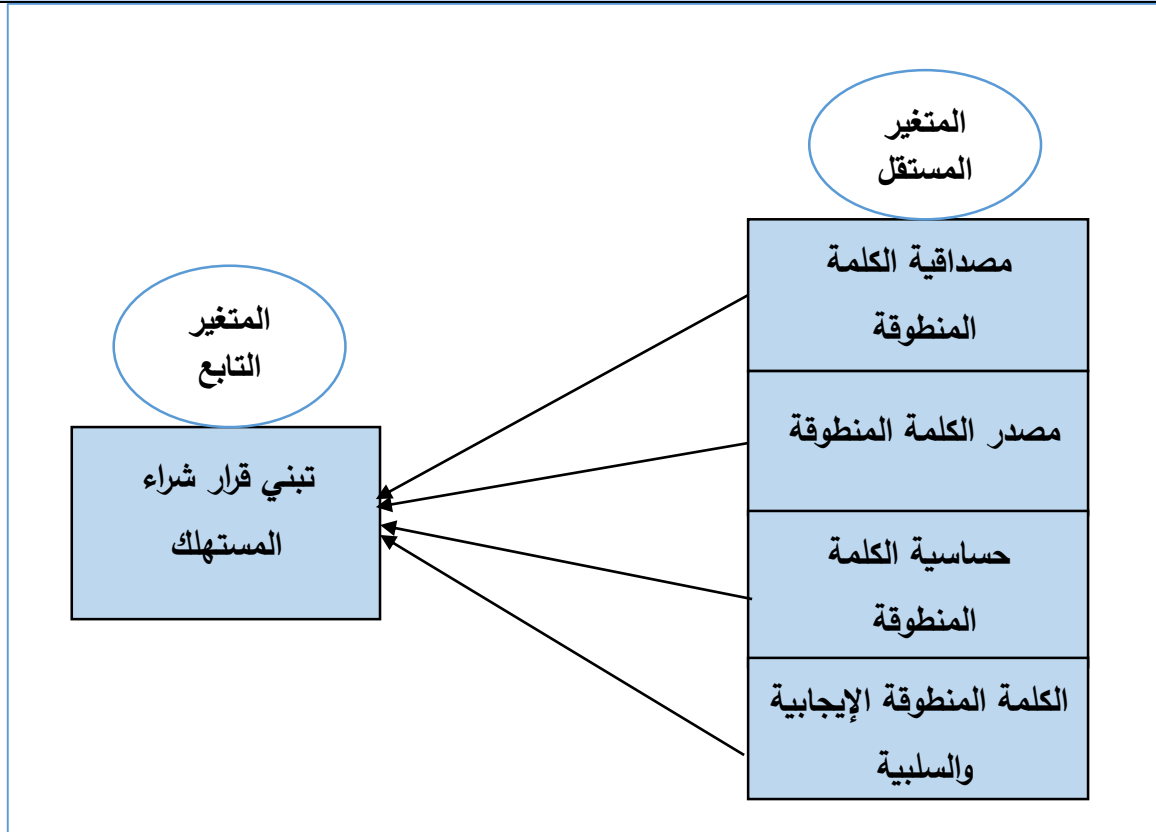 المتغير
المستقل
مصداقية الكلمة
المنطوقة
مصدر الكلمة المنطوقة
حساسية الكلمة
المنطوقة
الكلمة المنطوقة الإيجابية
والسلبية
المتغير
التابع
تبني قرار شراء
المستهلك